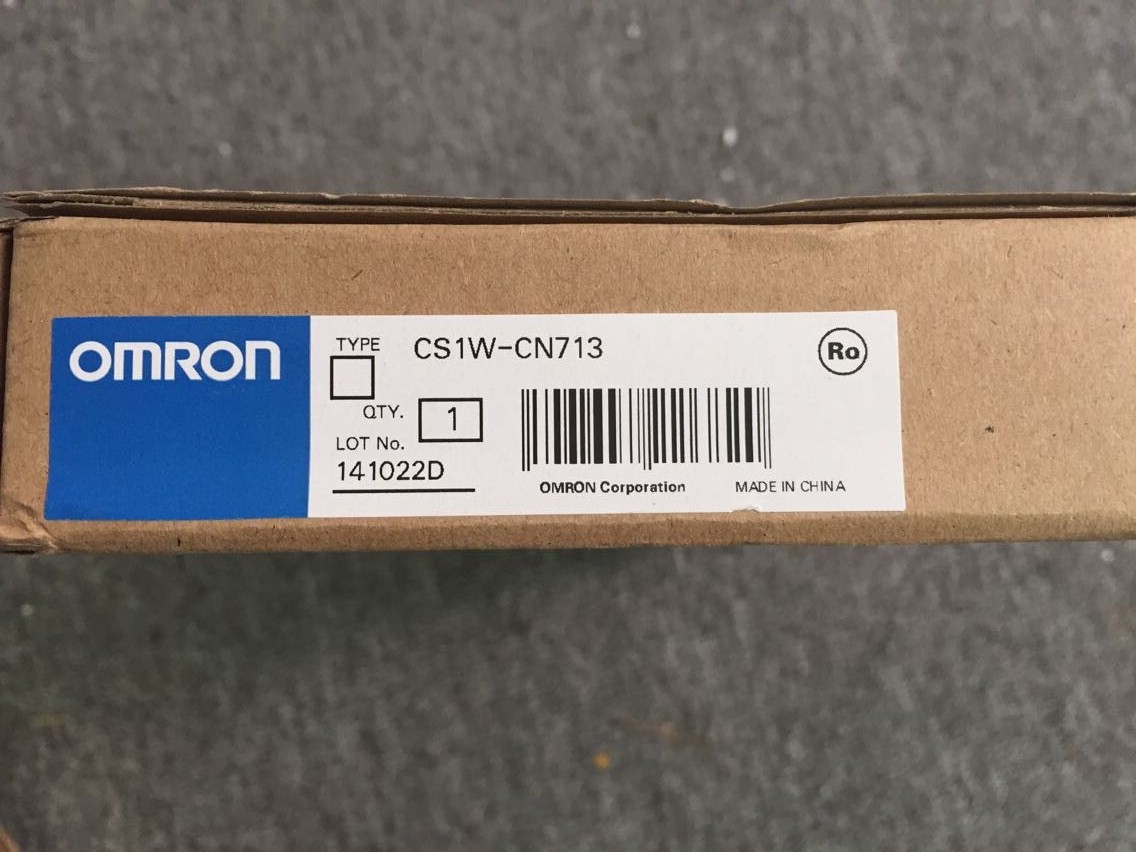 OMRON
TYPE CS1W-CN713
Ro
QTY. 1
LOT No.
141022D
OMRON Corporation MADE IN CHINA